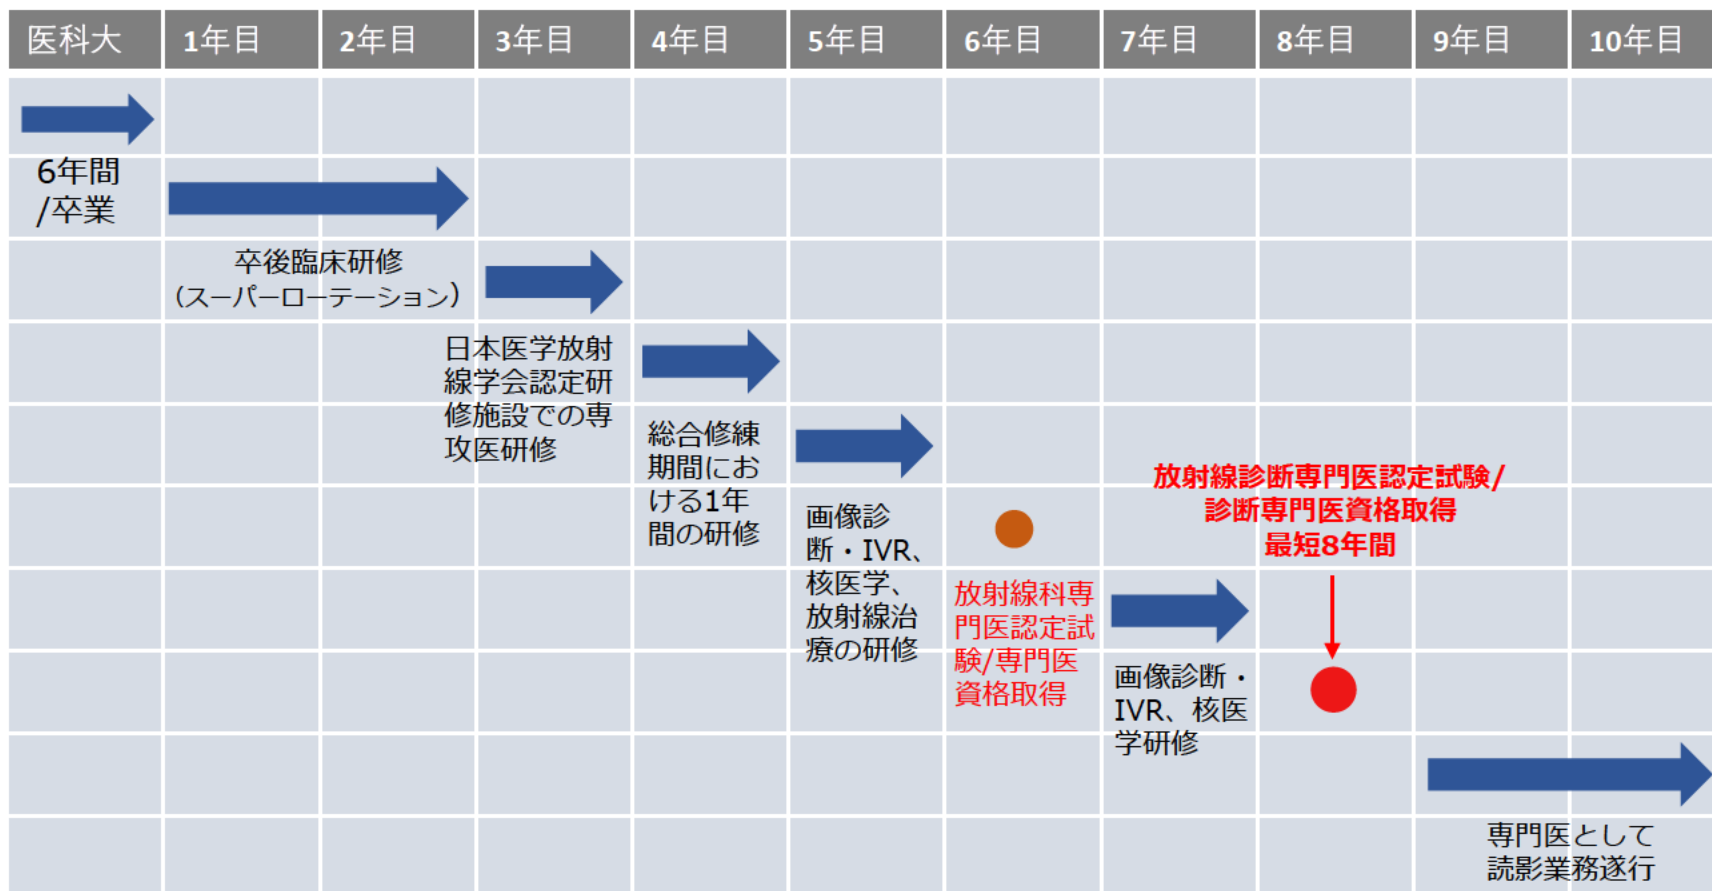 医科大 1年目 2年目 3年目 4年目 5年目 6年目 7年目 8年目 9年目 10年目
6年間
/卒業
卒後臨床研修
(スーパーローテーション)
日本医学放射
線学会認定研
修施設での専
攻医研修
総合修練
期間にお
ける1年
間の研修
画像診
断・IVR、
核医学、
放射線治
療の研修
放射線科専
門医認定試
験/専門医
資格取得
画像診断・
IVR、核医
学研修
放射線診断専門医認定試験/
診断専門医資格取得
最短8年間
専門医として
読影業務遂行